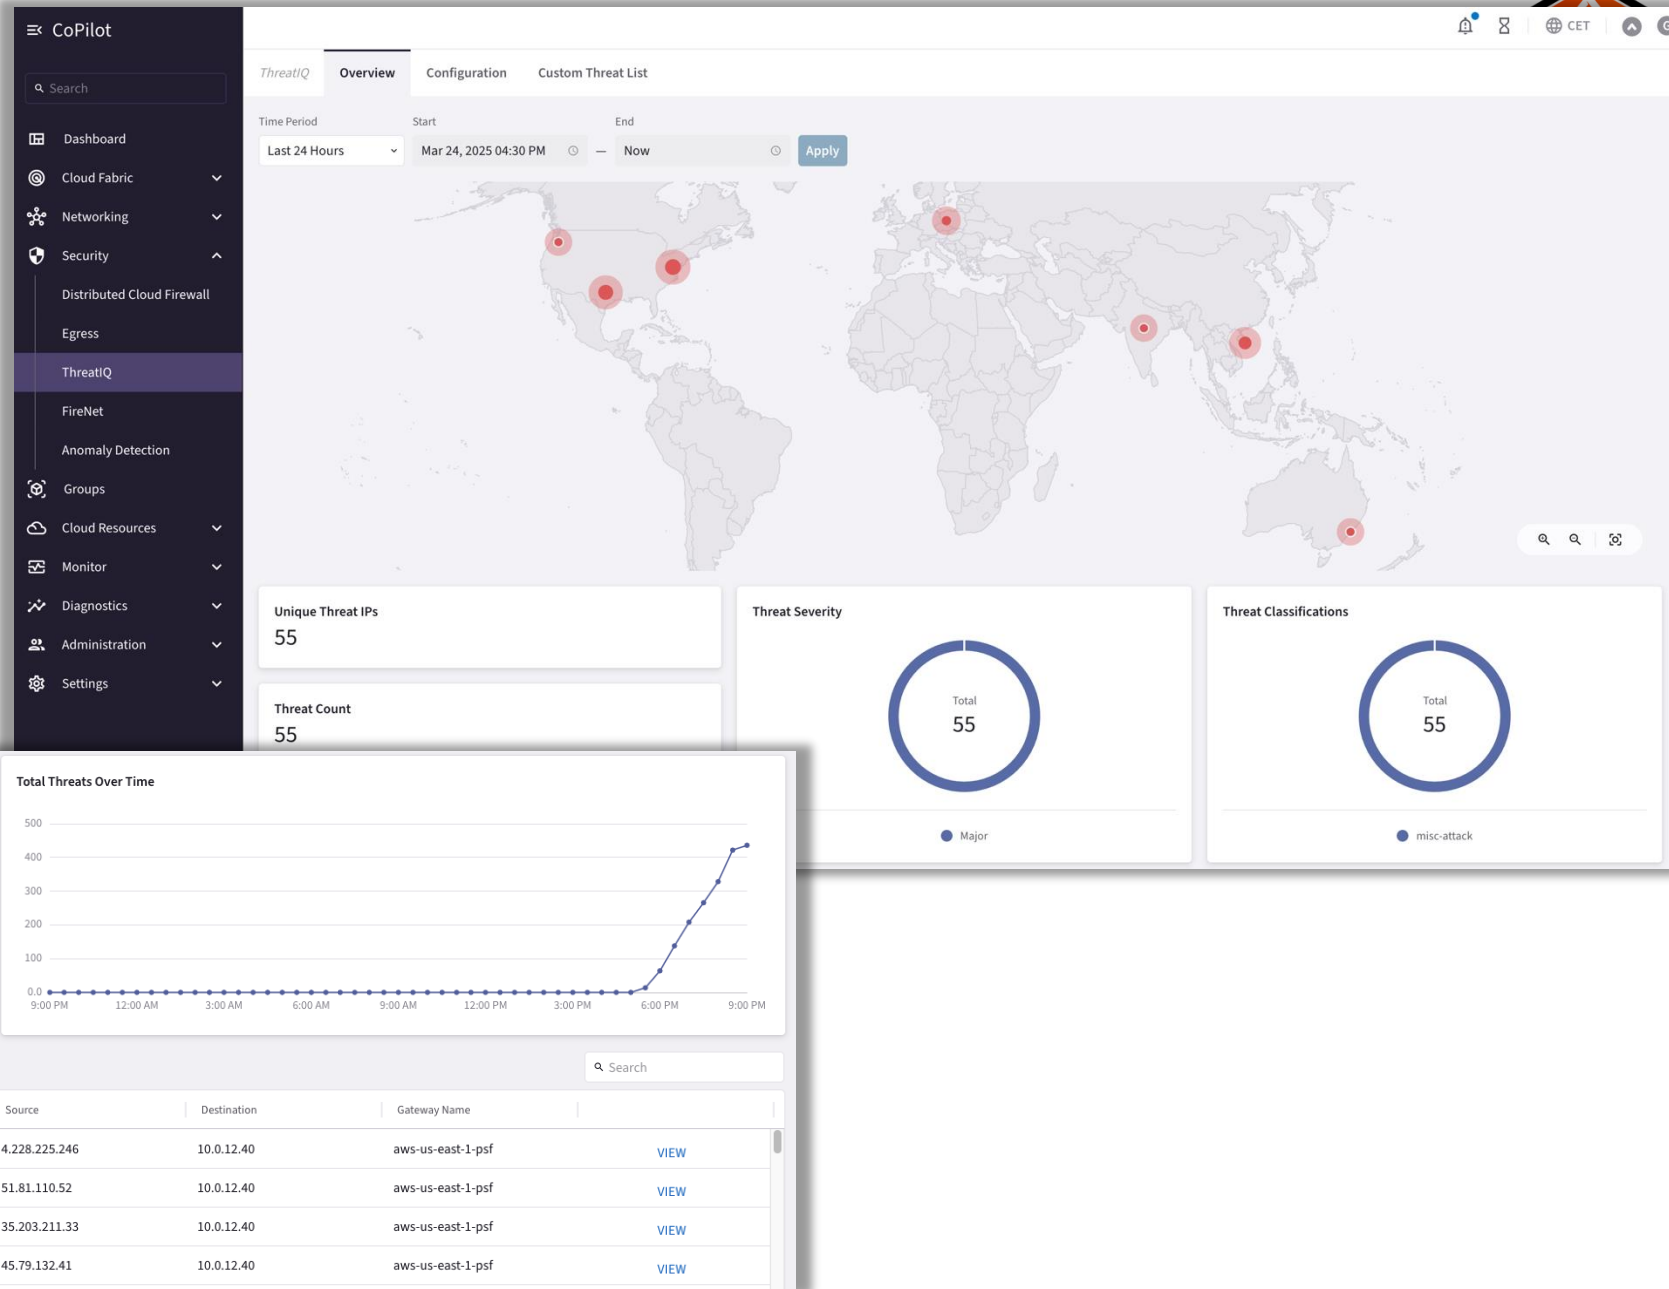 CoPilot
CET
Search
ThreatIQ Overview Configuration Custom Threat List
Dashboard
Cloud Fabric
Networking
Security
Distributed Cloud Firewall
Egress
ThreatIQ
FireNet
Anomaly Detection
Groups
Cloud Resources
Monitor
Diagnostics
Administration
Settings
Time Period Start End
Last 24 Hours Mar 24, 2025 04:30 PM — Now Apply
Unique Threat IPs
55
Threat Count
55
Threat Severity
Total
55
Major
Threat Classifications
Total
55
misc-attack
Total Threats Over Time
500
400
300
200
100
0.0
9:00 PM 12:00 AM 3:00 AM 6:00 AM 9:00 AM 12:00 PM 3:00 PM 6:00 PM 9:00 PM
Search
Source Destination Gateway Name
4.228.225.246 10.0.12.40 aws-us-east-1-psf VIEW
51.81.110.52 10.0.12.40 aws-us-east-1-psf VIEW
35.203.211.33 10.0.12.40 aws-us-east-1-psf VIEW
45.79.132.41 10.0.12.40 aws-us-east-1-psf VIEW